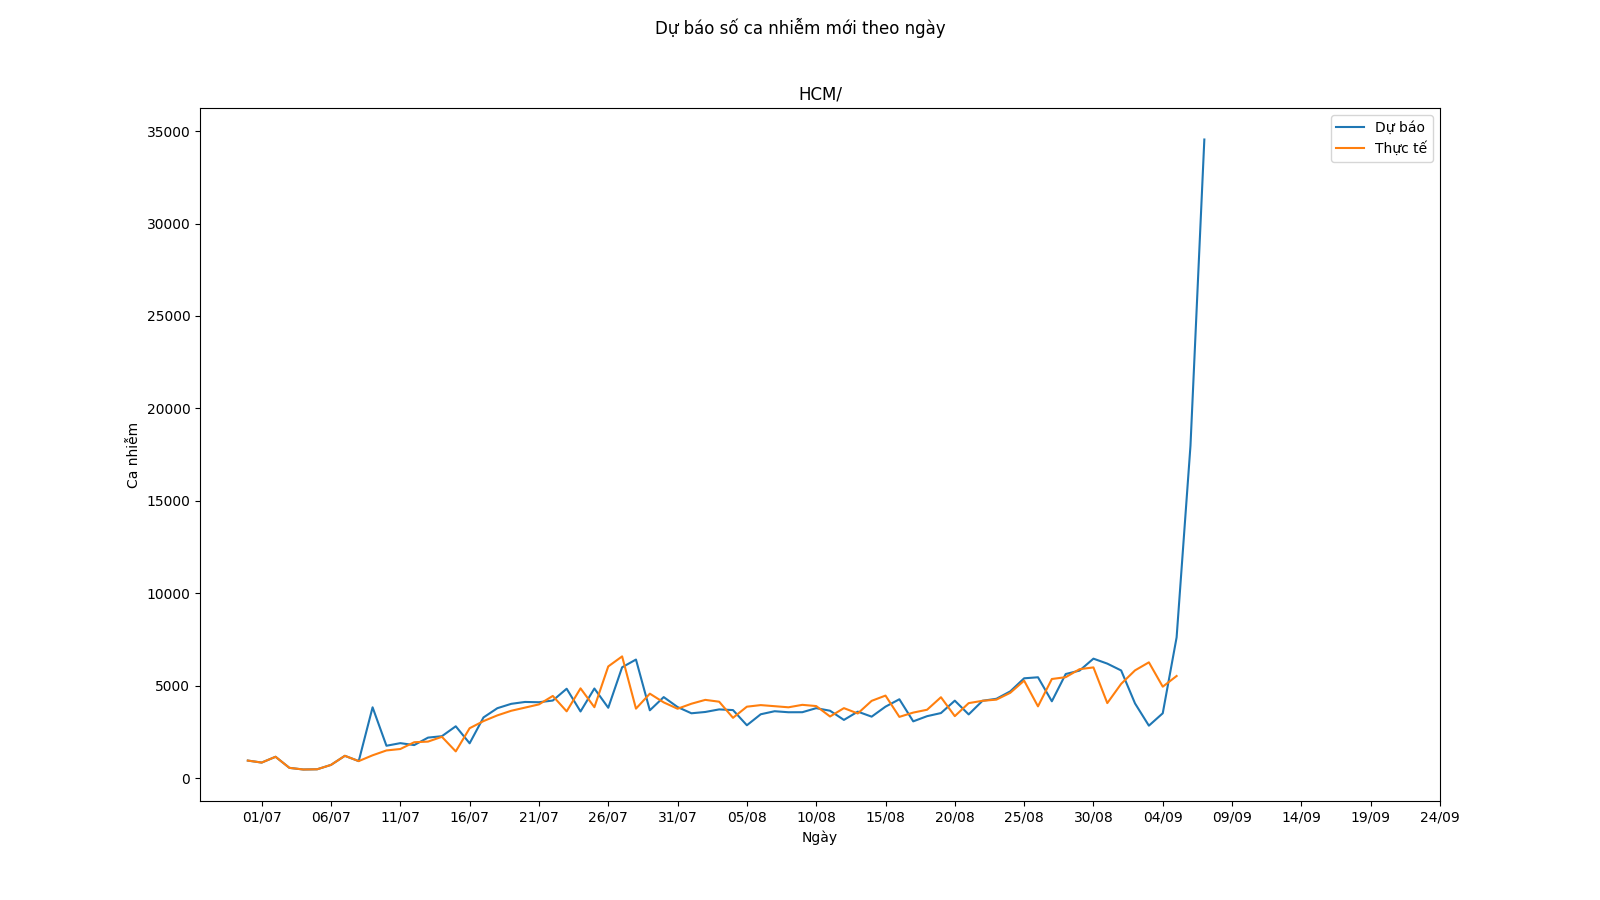 Dự báo số ca nhiễm mới theo ngày
HCM/
Dự báo
Thực tế
35000
30000
25000
20000
15000
10000
5000
0
Ca nhiễm
01/07 06/07 11/07 16/07 21/07 26/07 31/07 05/08 10/08 15/08 20/08 25/08 30/08 04/09 09/09 14/09 19/09 24/09
Ngày